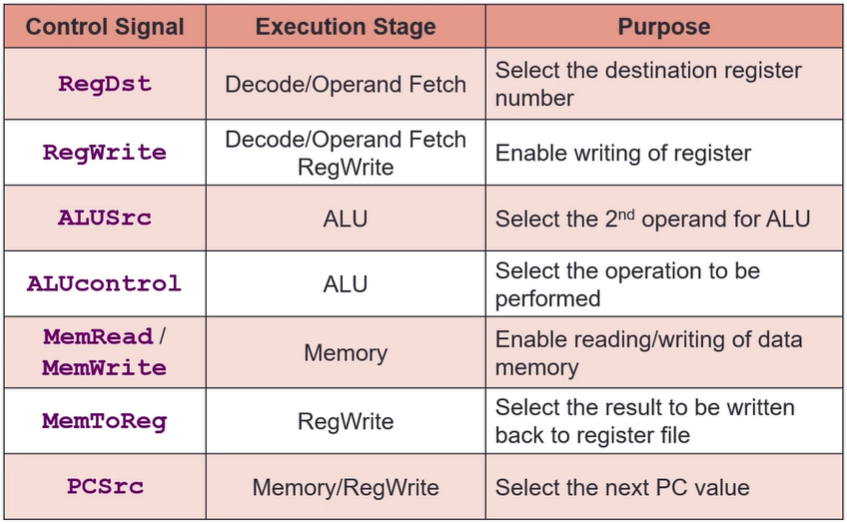 Control Signal
Execution Stage
Purpose
RegDst
Decode/Operand Fetch
Select the destination register
number
RegWrite
Decode/Operand Fetch
RegWrite
Enable writing of register
ALUSrc
ALU
Select the 2nd operand for ALU
ALUcontrol
ALU
Select the operation to be
performed
MemRead /
MemWrite
Memory
Enable reading/writing of data
memory
MemToReg
RegWrite
Select the result to be written
back to register file
PCSrc
Memory/RegWrite
Select the next PC value